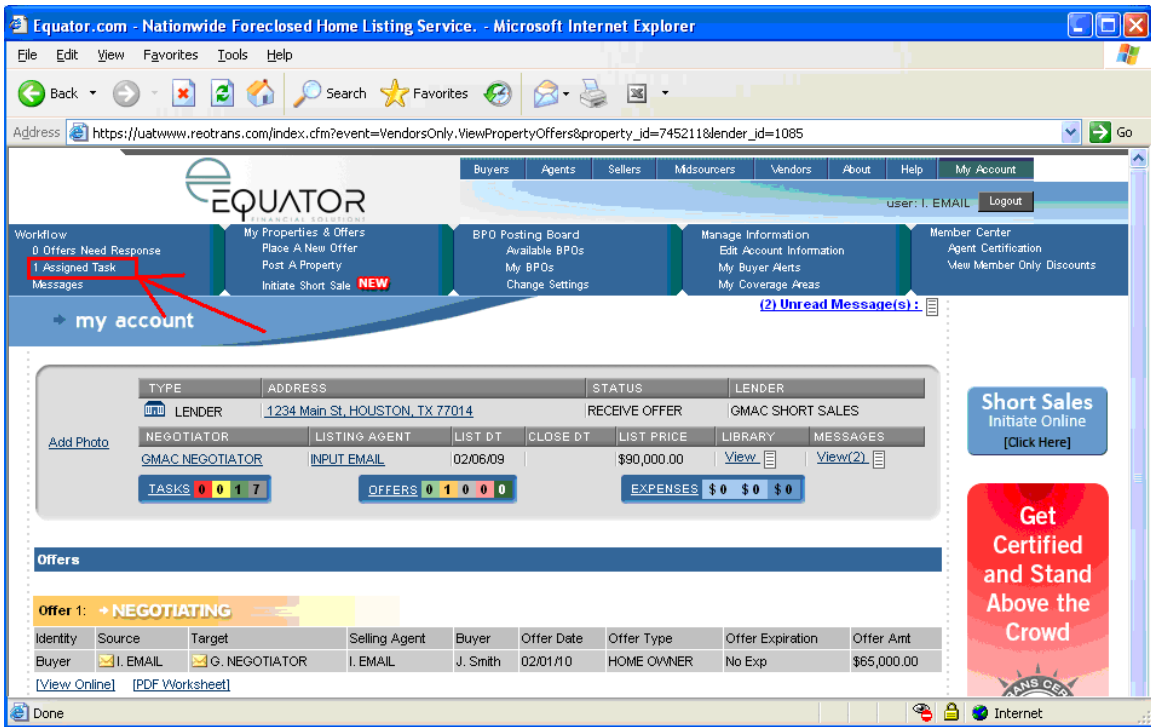 Equator.com - Nationwide Foreclosed Home Listing Service. - Microsoft Internet Explorer
File Edit View Favorites Tools Help
Back Search Favorites
Address https://uatwww.reotrans.com/index.cfm?event=VendorsOnly.ViewPropertyOffers&property_id=745211&lender_id=1085 Go
Buyers Agents Sellers Midsourcers Vendors About Help My Account
EQUATOR
FINANCIAL SOLUTIONS
user: I. EMAIL Logout
Workflow My Properties & Offers BPO Posting Board Manage Information Member Center
0 Offers Need Response Place A New Offer Available BPOs Edit Account Information Agent Certification
1 Assigned Task Post A Property My BPOs My Buyer Alerts View Member Only Discounts
Messages Initiate Short Sale NEW Change Settings My Coverage Areas
(2) Unread Message(s) :
my account
TYPE ADDRESS STATUS LENDER
LENDER 1234 Main St, HOUSTON, TX 77014 RECEIVE OFFER GMAC SHORT SALES
Add Photo
NEGOTIATOR LISTING AGENT LIST DT CLOSE DT LIST PRICE LIBRARY MESSAGES
GMAC NEGOTIATOR INPUT EMAIL 02/06/09 $90,000.00 View View(2)
TASKS 0 0 1 7 OFFERS 0 1 0 0 0 EXPENSES $0 $0 $0
Short Sales
Initiate Online
[Click Here]
Get
Certified
and Stand
Above the
Crowd
Offers
Offer 1: NEGOTIATING
Identity Source Target Selling Agent Buyer Offer Date Offer Type Offer Expiration Offer Amt
Buyer I. EMAIL G. NEGOTIATOR I. EMAIL J. Smith 02/01/10 HOME OWNER No Exp $65,000.00
[View Online] [PDF Worksheet]
Done Internet